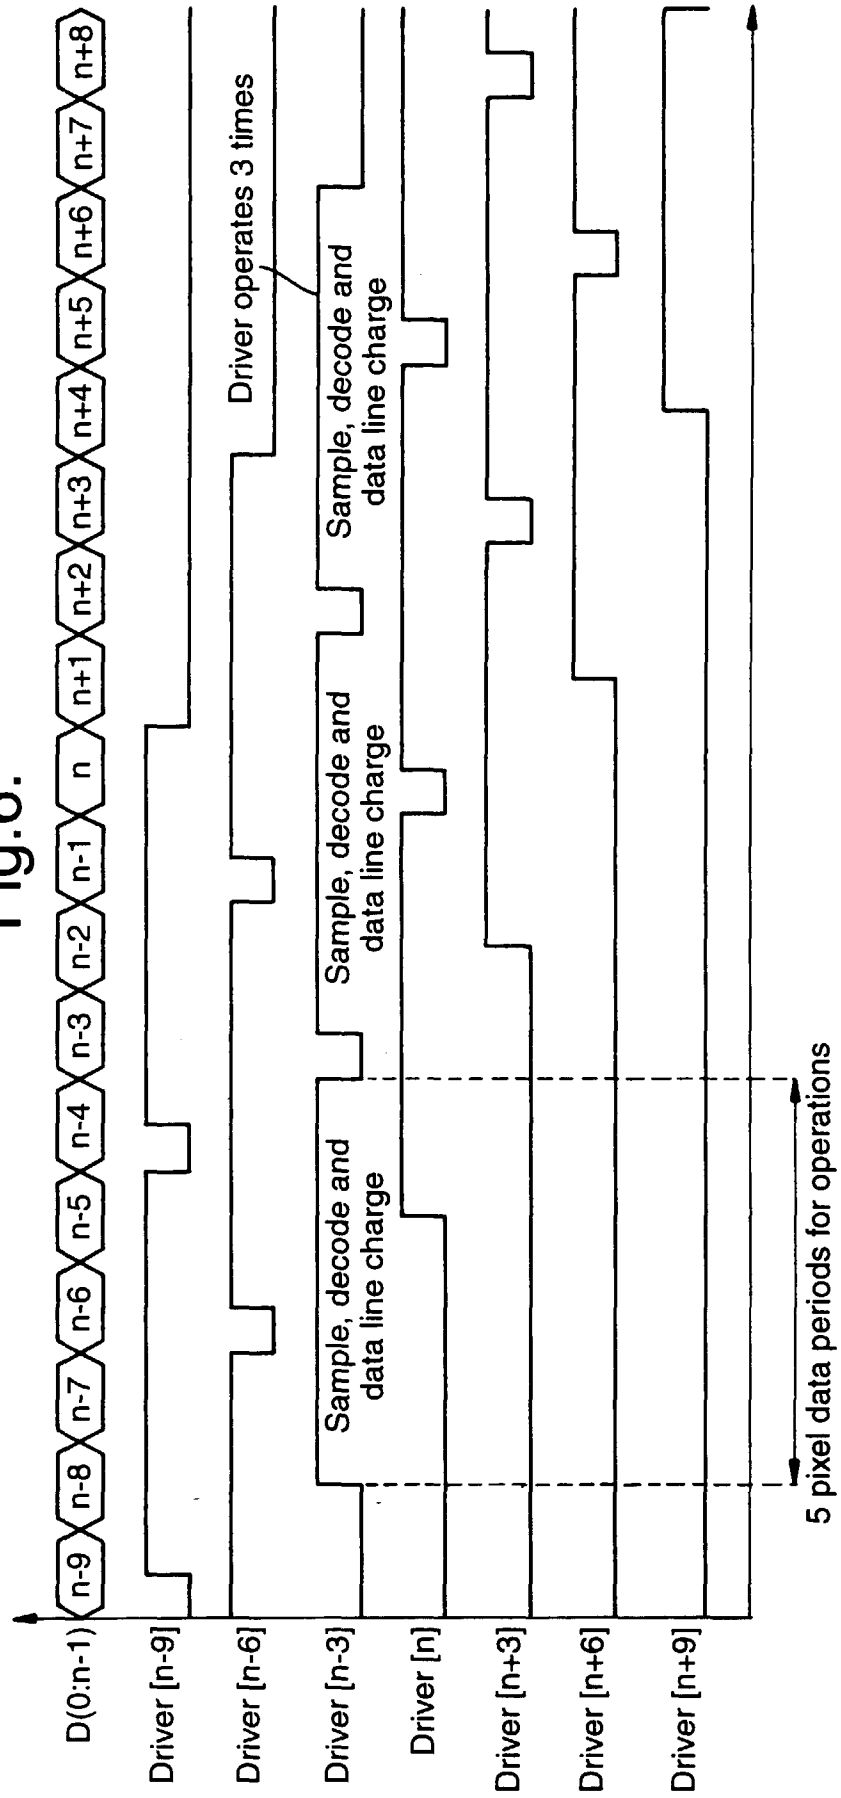 Fig.
D(0:n-1) n-9 n-8 n-7 n-6 n-5 n-4 n-3 n-2 n-1 n n+1 n+2 n+3 n+4 n+5 n+6 n+7 n+8
Driver [n-9]
Driver [n-6]
Driver operates 3 times
Driver [n-3]
Sample, decode and
data line charge
Sample, decode and
data line charge
Sample, decode and
data line charge
Driver [n]
Driver [n+3]
Driver [n+6]
Driver [n+9]
5 pixel data periods for operations